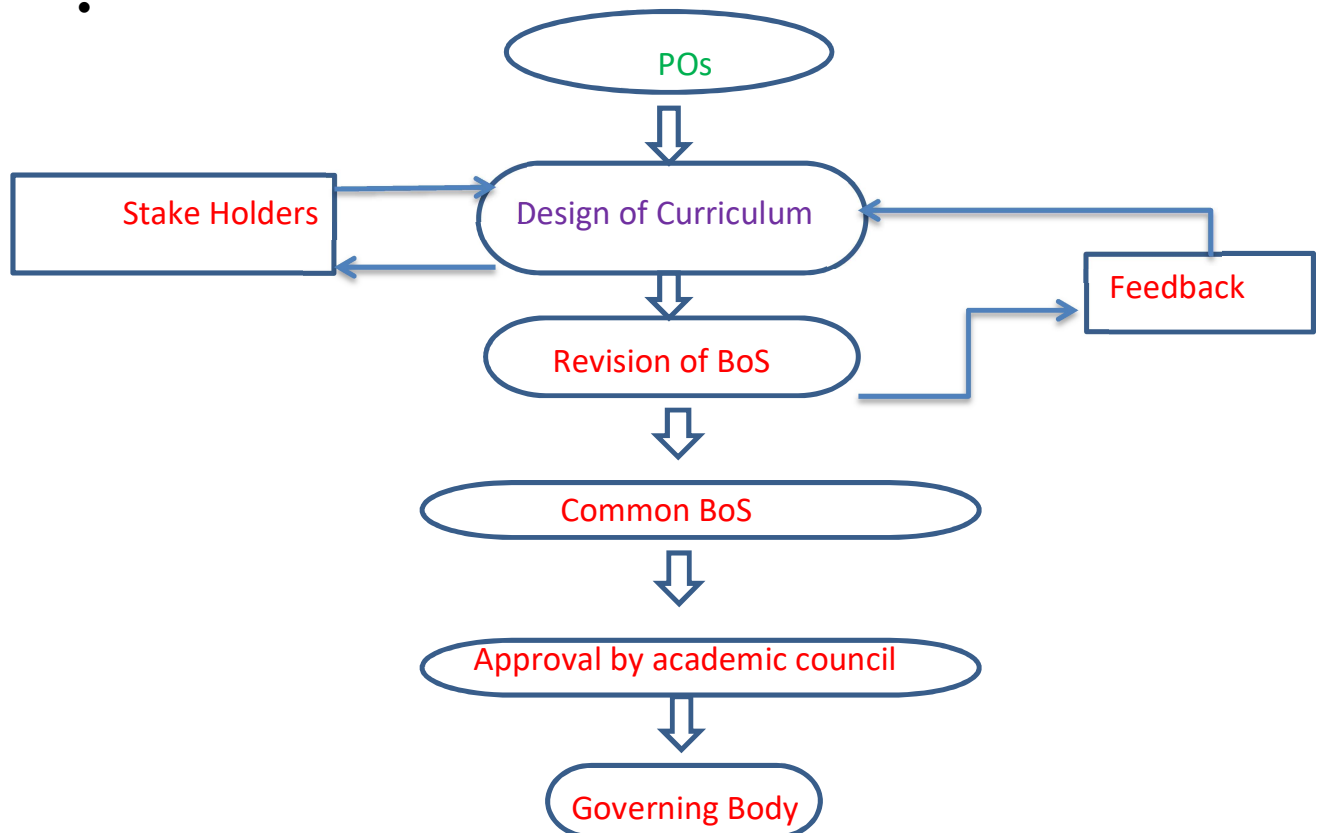 POs
Stake Holders
Design of Curriculum
Feedback
Revision of BoS
Common BoS
Approval by academic council
Governing Body